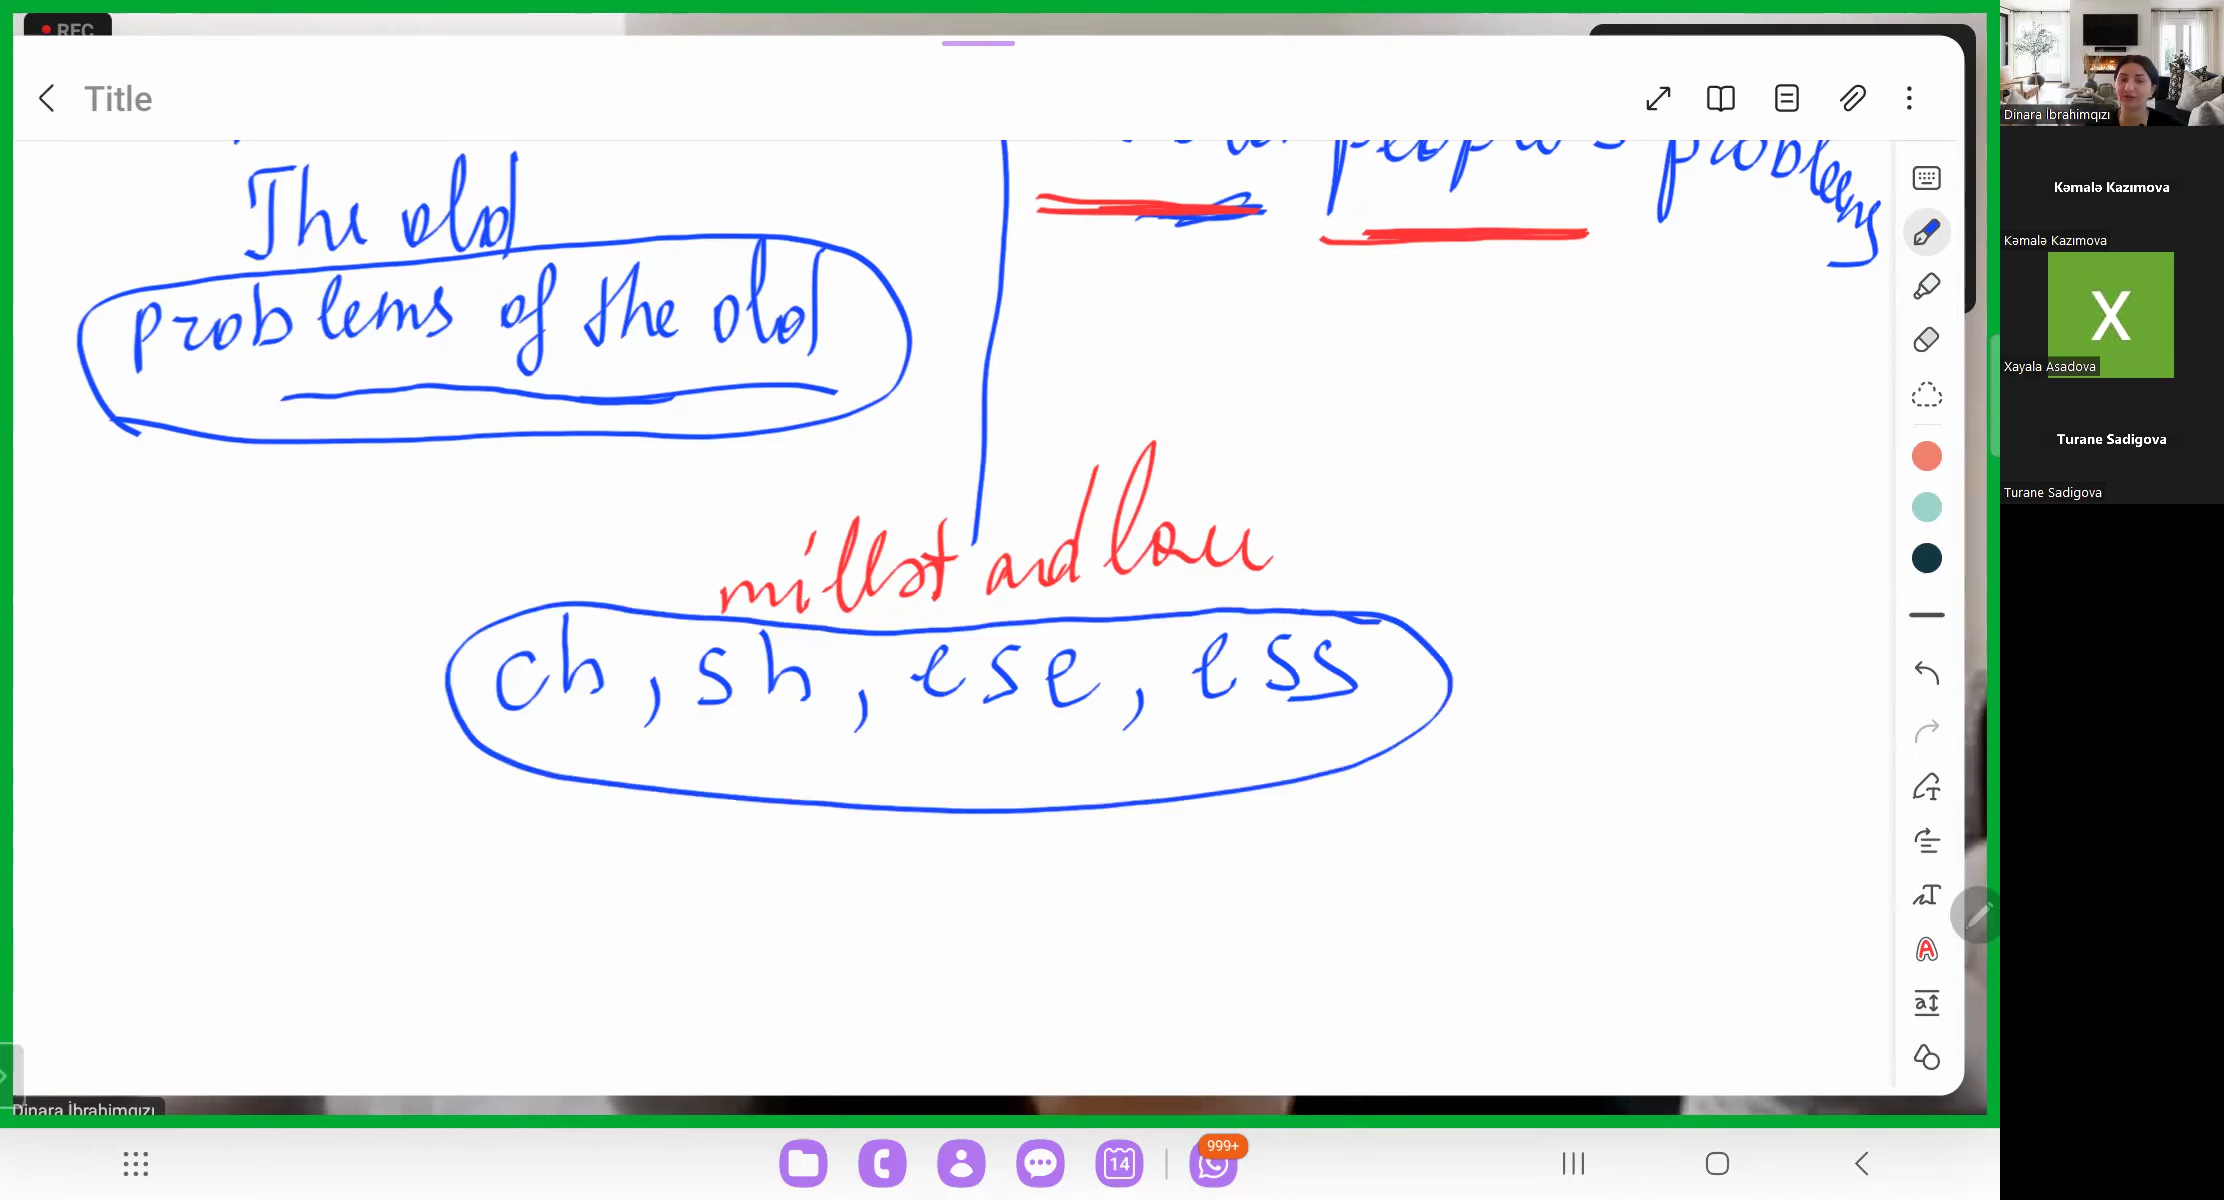 REC
Title
people's problems
The old
problems of the old
millət adları
ch, sh, ese, ess
Dinara İbrahimqızı
Kəmalə Kazımova
Kəmalə Kazımova
X
Xayala Asadova
Turane Sadigova
Turane Sadigova
Dinara İbrahimqızı
14
999+